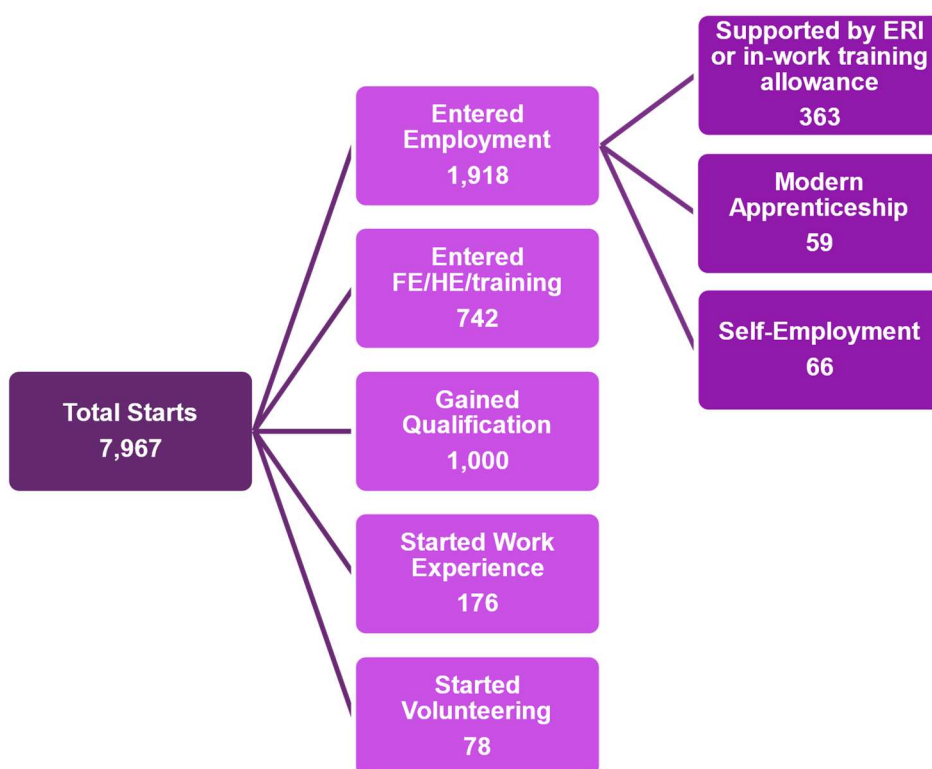 Total Starts
7,967
Entered
Employment
1,918
Entered
FE/HE/training
742
Gained
Qualification
1,000
Started Work
Experience
176
Started
Volunteering
78
Supported by ERI
or in-work training
allowance
363
Modern
Apprenticeship
59
Self-Employment
66